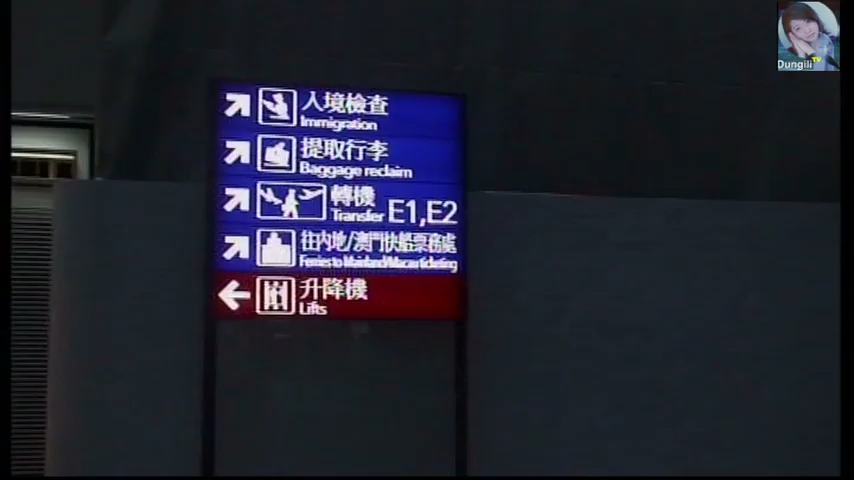 Dungili TV
入境檢查
Immigration
提取行李
Baggage reclaim
轉機
Transfer E1,E2
往內地/澳門快船票務處
Ferries to Mainland/Macau ticketing
升降機
Lifts